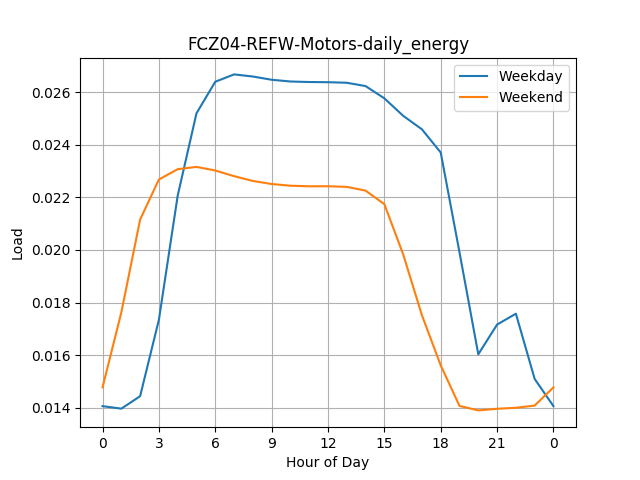 FCZ04-REFW-Motors-daily_energy
Weekday
Weekend
Load
0.026
0.024
0.022
0.020
0.018
0.016
0.014
0 3 6 9 12 15 18 21 0
Hour of Day